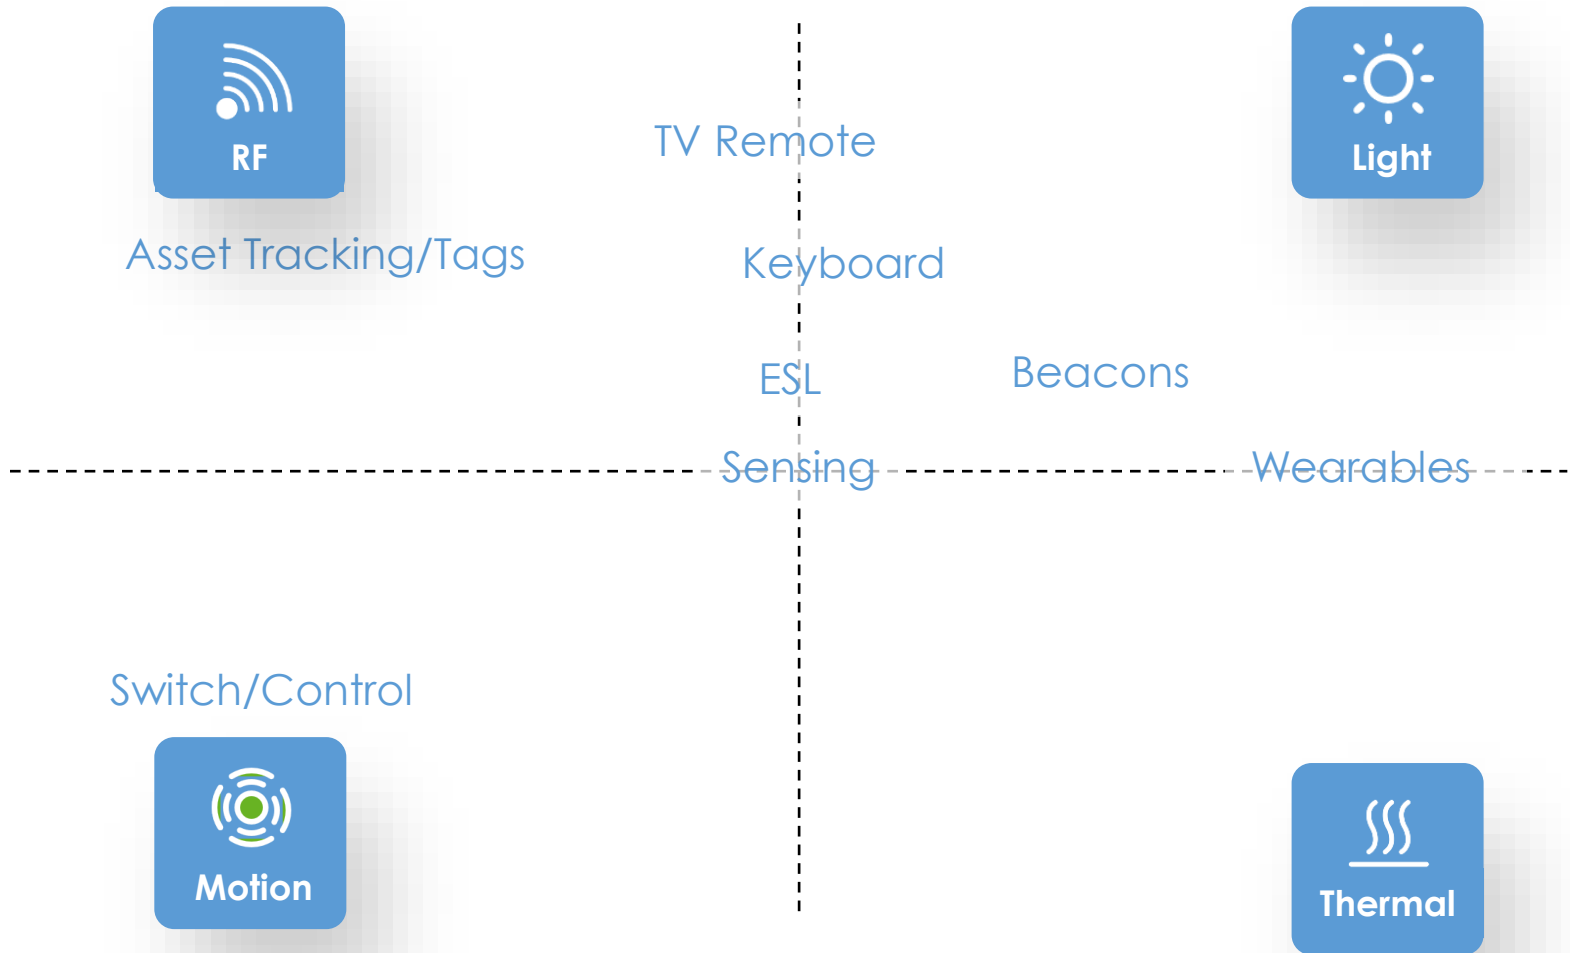 RF
Light
TV Remote
Asset Tracking/Tags
Keyboard
Beacons
ESL
Sensing
Wearables
Switch/Control
Motion
Thermal